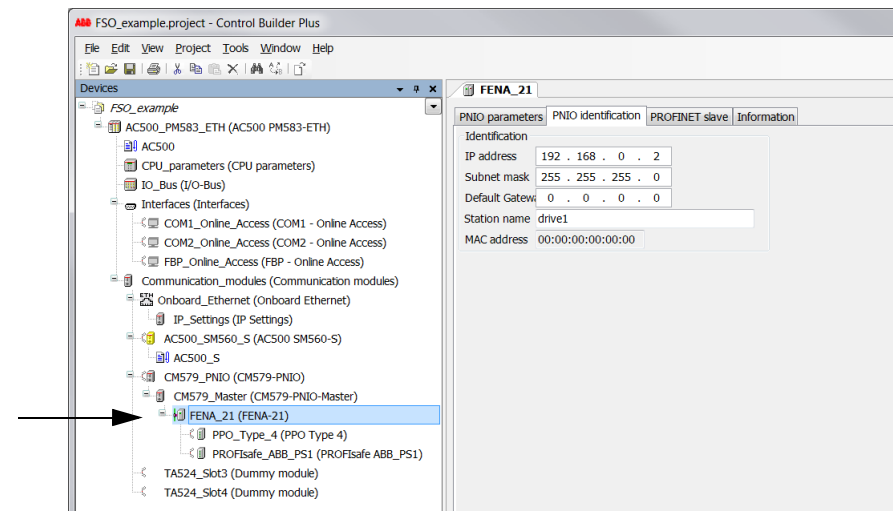 ABB FSO_example.project - Control Builder Plus
File Edit View Project Tools Window Help
Devices
FSO_example
AC500_PM583_ETH (AC500 PM583-ETH)
AC500
CPU_parameters (CPU parameters)
IO_Bus (I/O-Bus)
Interfaces (Interfaces)
COM1_Online_Access (COM1 - Online Access)
COM2_Online_Access (COM2 - Online Access)
FBP_Online_Access (FBP - Online Access)
Communication_modules (Communication modules)
ETH Onboard_Ethernet (Onboard Ethernet)
IP_Settings (IP Settings)
AC500_SM560_S (AC500 SM560-S)
AC500_S
CM579_PNIO (CM579-PNIO)
CM579_Master (CM579-PNIO-Master)
FENA_21 (FENA-21)
PPO_Type_4 (PPO Type 4)
PROFIsafe_ABB_PS1 (PROFIsafe ABB_PS1)
TA524_Slot3 (Dummy module)
TA524_Slot4 (Dummy module)
FENA_21
PNIO parameters PNIO identification PROFINET slave Information
Identification
IP address 192 . 168 . 0 . 2
Subnet mask 255 . 255 . 255 . 0
Default Gatewa 0 . 0 . 0 . 0
Station name drive1
MAC address 00:00:00:00:00:00